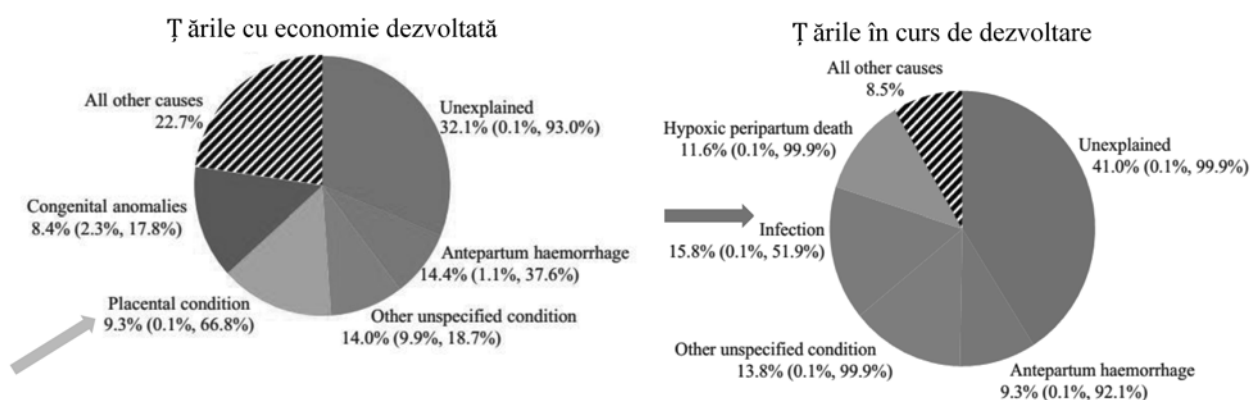 Ț ările cu economie dezvoltată
All other causes
22.7%
Unexplained
32.1% (0.1%, 93.0%)
Congenital anomalies
8.4% (2.3%, 17.8%)
Antepartum haemorrhage
14.4% (1.1%, 37.6%)
Placental condition
9.3% (0.1%, 66.8%)
Other unspecified condition
14.0% (9.9%, 18.7%)
Ț ările în curs de dezvoltare
All other causes
8.5%
Hypoxic peripartum death
11.6% (0.1%, 99.9%)
Unexplained
41.0% (0.1%, 99.9%)
Infection
15.8% (0.1%, 51.9%)
Other unspecified condition
13.8% (0.1%, 99.9%)
Antepartum haemorrhage
9.3% (0.1%, 92.1%)